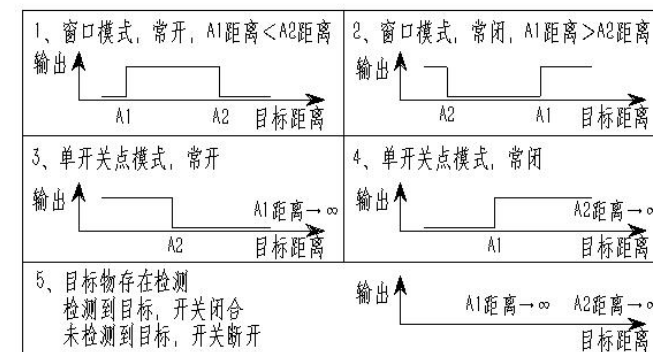 1、窗口模式, 常开, A1距离<A2距离
输出
A1
A2
目标距离
2、窗口模式, 常闭, A1距离>A2距离
输出
A2
A1
目标距离
3、单开关点模式, 常开
输出
A1距离→∞
A2
目标距离
4、单开关点模式, 常闭
输出
A2距离→
A1
目标距离
5、目标物存在检测
检测到目标, 开关闭合
未检测到目标, 开关断开
输出
A1距离→∞ A2距离→
目标距离